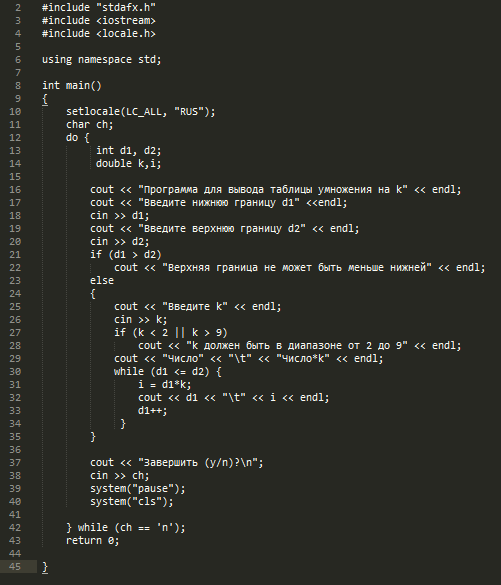 2 #include "stdafx.h"
3 #include <iostream>
4 #include <locale.h>
5
6 using namespace std;
7
8 int main()
9 {
10 setlocale(LC_ALL, "RUS");
11 char ch;
12 do {
13 int d1, d2;
14 double k,i;
15
16 cout << "Программа для вывода таблицы умножения на k" << endl;
17 cout << "Введите нижнюю границу d1" <<endl;
18 cin >> d1;
19 cout << "Введите верхнюю границу d2" << endl;
20 cin >> d2;
21 if (d1 > d2)
22 cout << "Верхняя граница не может быть меньше нижней" << endl;
23 else
24 {
25 cout << "Введите k" << endl;
26 cin >> k;
27 if (k < 2 || k > 9)
28 cout << "k должен быть в диапазоне от 2 до 9" << endl;
29 cout << "Число" << "\t" << "Число*k" << endl;
30 while (d1 <= d2) {
31 i = d1*k;
32 cout << d1 << "\t" << i << endl;
33 d1++;
34 }
35 }
36
37 cout << "Завершить (y/n)?\n";
38 cin >> ch;
39 system("pause");
40 system("cls");
41
42 } while (ch == 'n');
43 return 0;
44
45 }